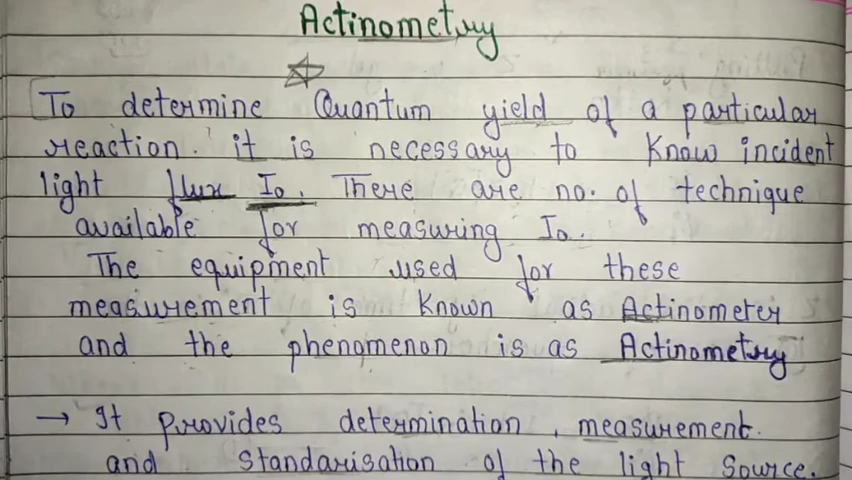 Actinometry
To determine Quantum yield of a particular
reaction. it is necessary to know incident
light flux I₀. There are no. of technique
available for measuring I₀.
The equipment used for these
measurement is known as Actinometer
and the phenomenon is as Actinometry
→ It provides determination, measurement.
and standarisation of the light source.